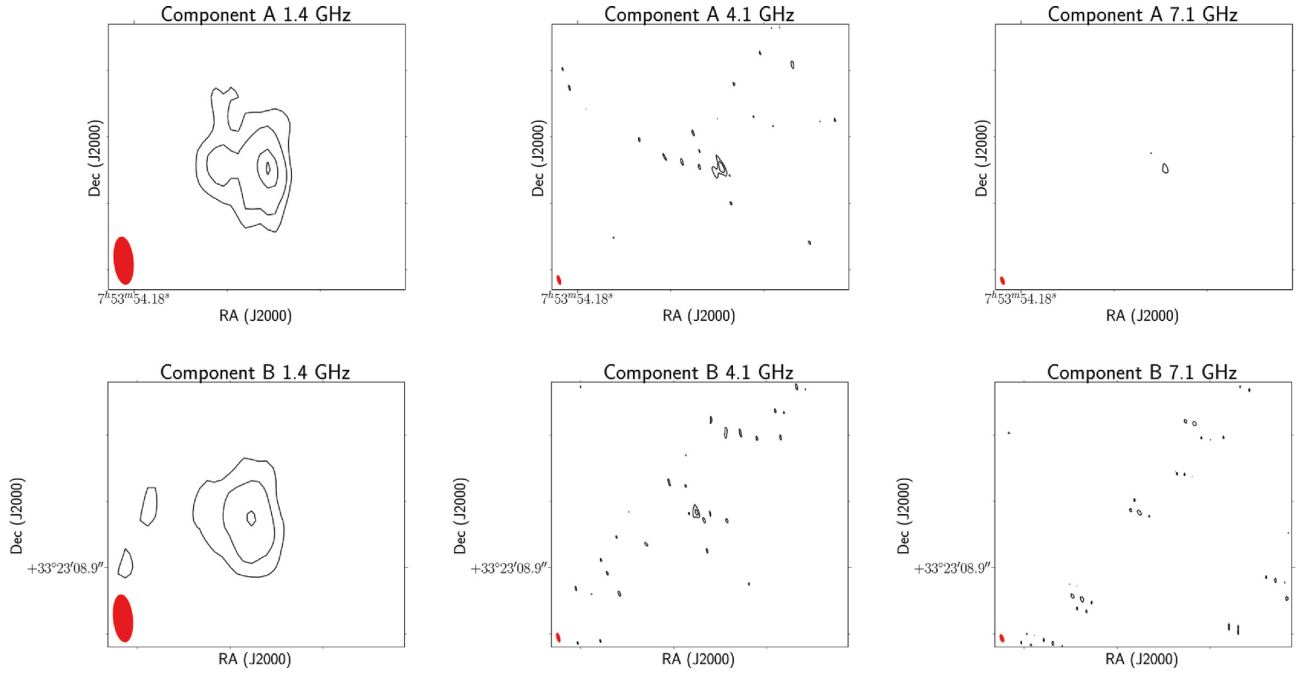 Component A 1.4 GHz
Component A 4.1 GHz
Component A 7.1 GHz
Dec (J2000)
Dec (J2000)
Dec (J2000)
7ʰ53ᵐ54.18ˢ
7ʰ53ᵐ54.18ˢ
7ʰ53ᵐ54.18ˢ
RA (J2000)
RA (J2000)
RA (J2000)
Component B 1.4 GHz
Component B 4.1 GHz
Component B 7.1 GHz
Dec (J2000)
Dec (J2000)
Dec (J2000)
+33°23′08.9″
+33°23′08.9″
+33°23′08.9″
RA (J2000)
RA (J2000)
RA (J2000)